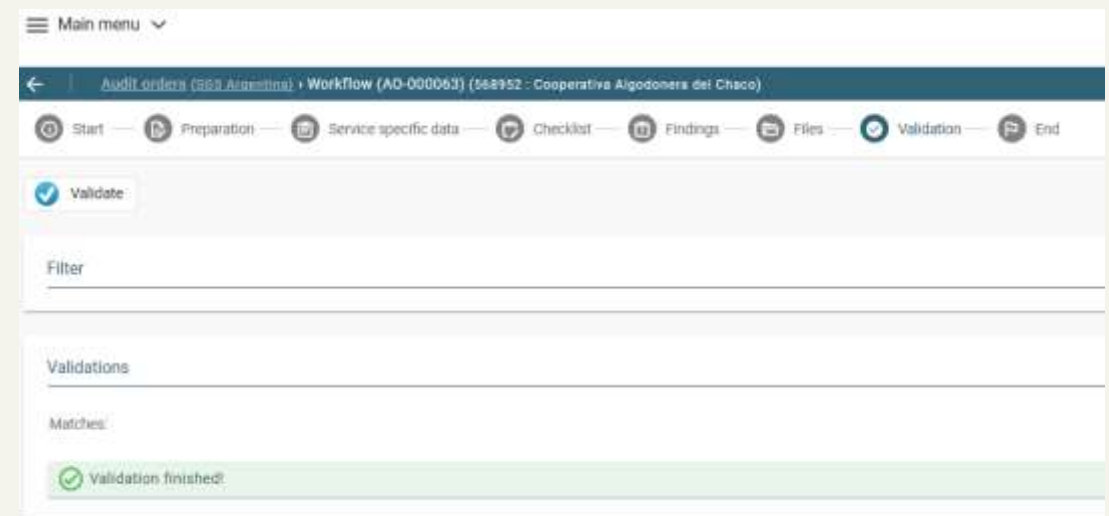 Main menu
Audit orders (SGS Argentina) › Workflow (AO-000063) (568952 : Cooperativa Algodonera del Chaco)
Start Preparation Service specific data Checklist Findings Files Validation End
Validate
Filter
Validations
Matches:
Validation finished!